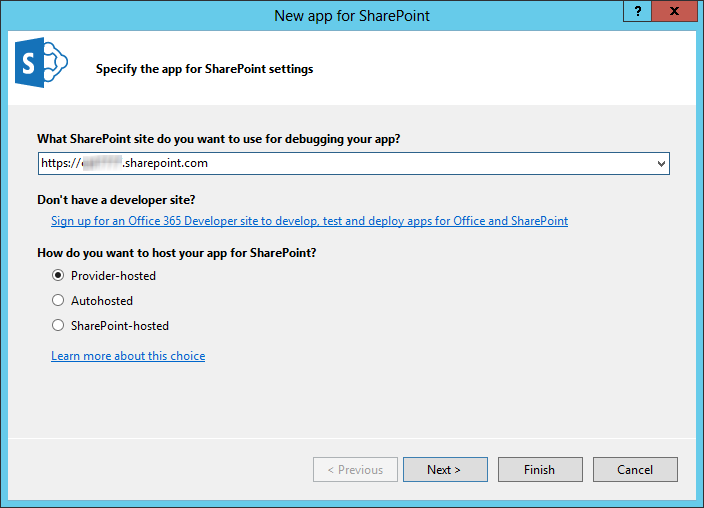 New app for SharePoint
?
x
S
Specify the app for SharePoint settings
What SharePoint site do you want to use for debugging your app?
https:// .sharepoint.com
Don't have a developer site?
Sign up for an Office 365 Developer site to develop, test and deploy apps for Office and SharePoint
How do you want to host your app for SharePoint?
Provider-hosted
Autohosted
SharePoint-hosted
Learn more about this choice
< Previous Next > Finish Cancel